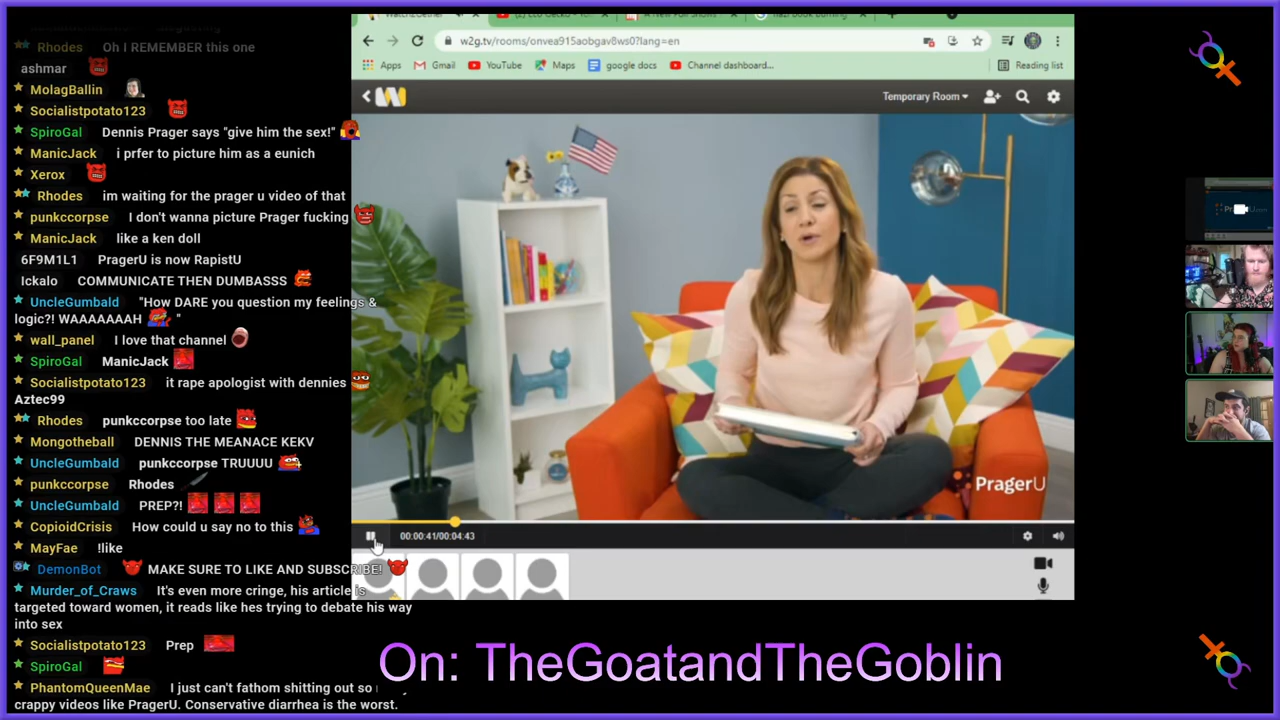 Rhodes Oh I REMEMBER this one
ashmar
MolagBallin
Socialistpotato123
SpiroGal Dennis Prager says "give him the sex!"
ManicJack i prfer to picture him as a eunich
Xerox
Rhodes im waiting for the prager u video of that
punkccorpse I don't wanna picture Prager fucking
ManicJack like a ken doll
6F9M1L1 PragerU is now RapistU
Ickalo COMMUNICATE THEN DUMBASSS
UncleGumbald "How DARE you question my feelings &
logic?! WAAAAAAAH "
wall_panel I love that channel
SpiroGal ManicJack
Socialistpotato123 it rape apologist with dennies
Aztec99
Rhodes punkccorpse too late
Mongotheball DENNIS THE MEANACE KEKV
UncleGumbald punkccorpse TRUUUU
punkccorpse Rhodes
UncleGumbald PREP?!
CopioidCrisis How could u say no to this
MayFae !like
DemonBot MAKE SURE TO LIKE AND SUBSCRIBE!
Murder_of_Craws It's even more cringe, his article is
targeted toward women, it reads like hes trying to debate his way
into sex
Socialistpotato123 Prep
SpiroGal
PhantomQueenMae I just can't fathom shitting out so
crappy videos like PragerU. Conservative diarrhea is the worst.
w2g.tv/rooms/onvea915aobgav8ws0?lang=en
Apps Gmail YouTube Maps google docs Channel dashboard... Reading list
Temporary Room
PragerU
00:00:41/00:04:43
On: TheGoatandTheGoblin